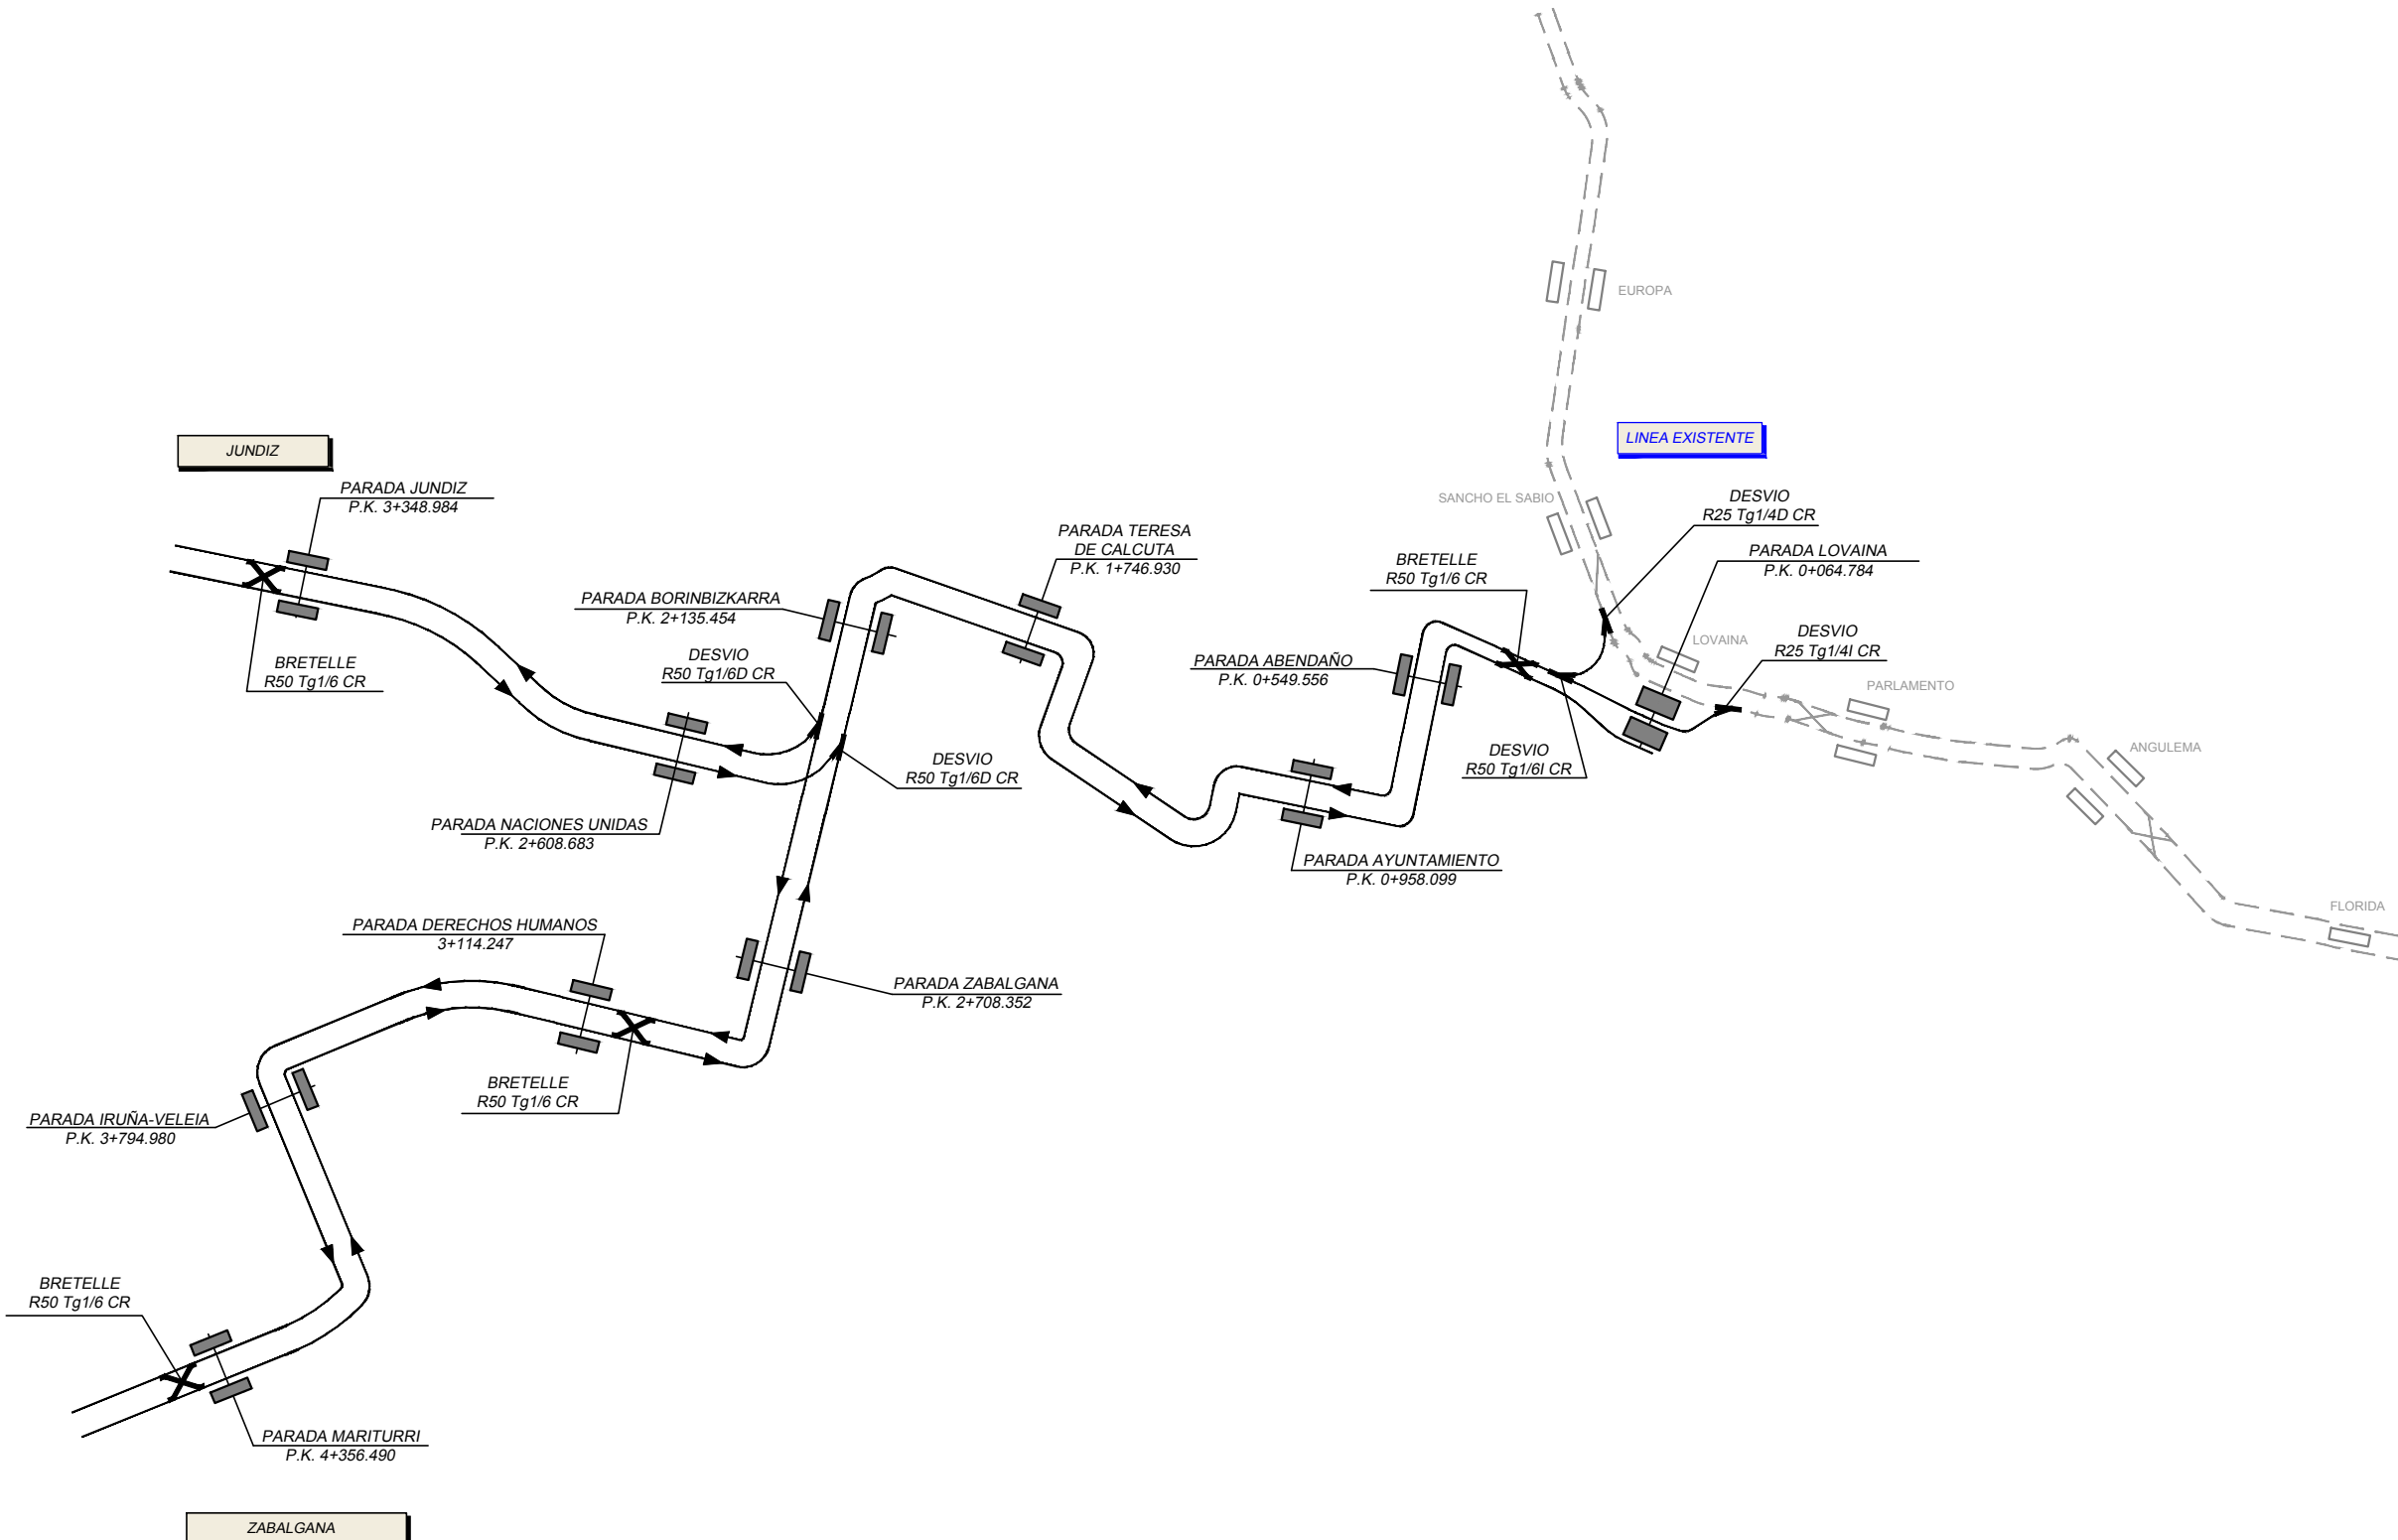 EUROPA
LINEA EXISTENTE
JUNDIZ
PARADA JUNDIZ
P.K. 3+348.984
SANCHO EL SABIO
DESVIO
R25 Tg1/4D CR
PARADA TERESA
DE CALCUTA
P.K. 1+746.930
BRETELLE
R50 Tg1/6 CR
PARADA LOVAINA
P.K. 0+064.784
PARADA BORINBIZKARRA
P.K. 2+135.454
LOVAINA
DESVIO
R25 Tg1/4I CR
BRETELLE
R50 Tg1/6 CR
DESVIO
R50 Tg1/6D CR
PARADA ABENDAÑO
P.K. 0+549.556
PARLAMENTO
DESVIO
R50 Tg1/6D CR
DESVIO
R50 Tg1/6I CR
ANGULEMA
PARADA NACIONES UNIDAS
P.K. 2+608.683
PARADA AYUNTAMIENTO
P.K. 0+958.099
FLORIDA
PARADA DERECHOS HUMANOS
3+114.247
PARADA ZABALGANA
P.K. 2+708.352
BRETELLE
R50 Tg1/6 CR
PARADA IRUÑA-VELEIA
P.K. 3+794.980
BRETELLE
R50 Tg1/6 CR
PARADA MARITURRI
P.K. 4+356.490
ZABALGANA